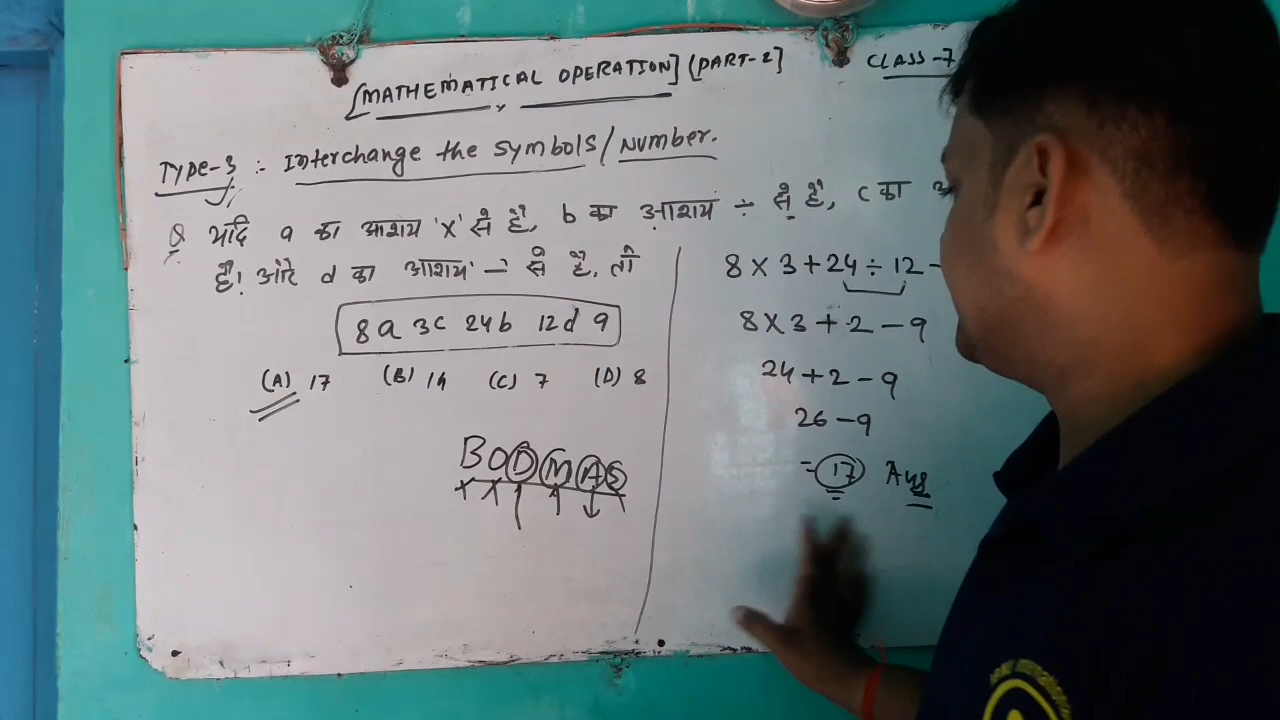 [MATHEMATICAL OPERATION] (PART-2]
CLASS-7
Type-3 :- Interchange the symbols/Number.
Q यदि a का आशय 'x' से है, b का आशय ÷ से है, c का
है! और d का आशय '-' से है, तो
8a 3c 24b 12d 9
(A) 17 (B) 14 (C) 7 (D) 8
BODMAS
8 X 3 + 24 ÷ 12 -
8 X 3 + 2 - 9
24 + 2 - 9
26 - 9
= 17 Ans